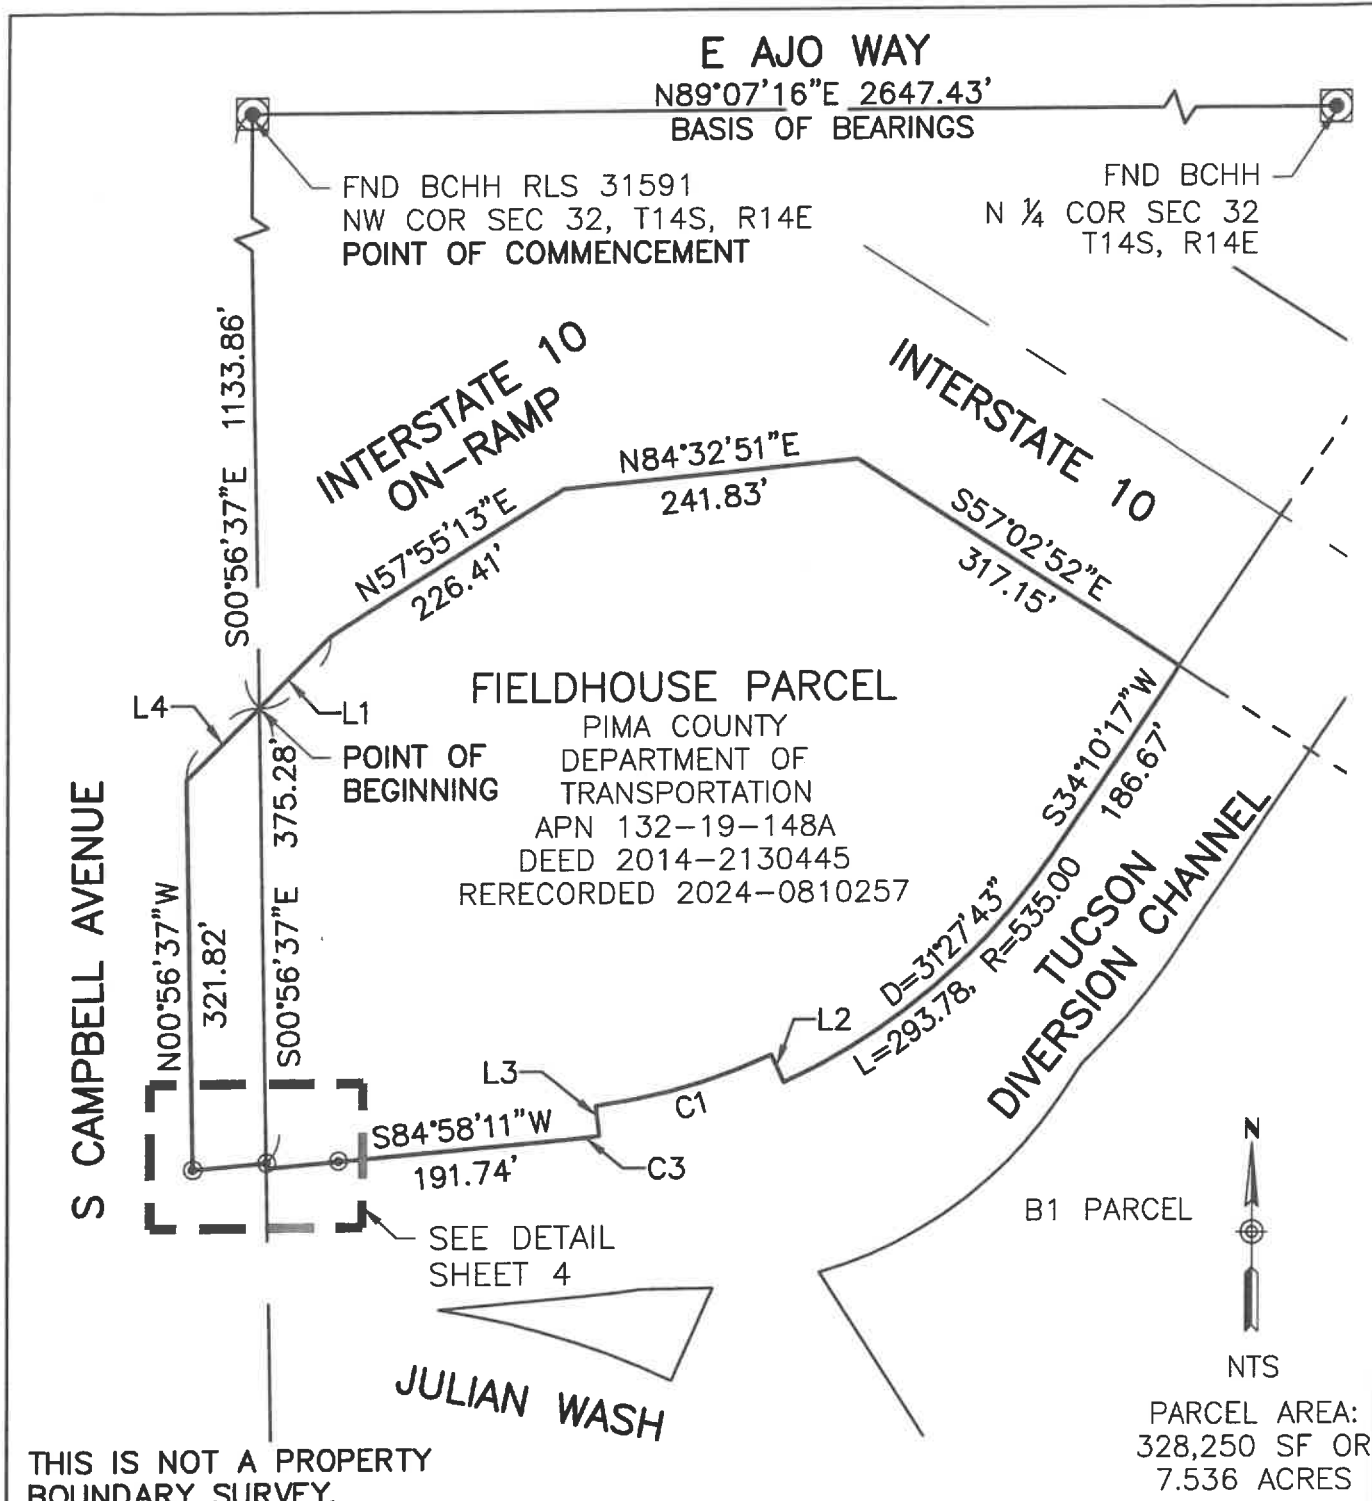 E AJO WAY
N89°07'16"E 2647.43'
BASIS OF BEARINGS
FND BCHH RLS 31591
NW COR SEC 32, T14S, R14E
POINT OF COMMENCEMENT
FND BCHH
N ¼ COR SEC 32
T14S, R14E
S00°56'37"E 1133.86'
INTERSTATE 10
ON-RAMP
INTERSTATE 10
N57°55'13"E
226.41'
N84°32'51"E
241.83'
S57°02'52"E
317.15'
L4
L1
POINT OF
BEGINNING
FIELDHOUSE PARCEL
PIMA COUNTY
DEPARTMENT OF
TRANSPORTATION
APN 132-19-148A
DEED 2014-2130445
RERECORDED 2024-0810257
S34°10'17"W
186.67'
S CAMPBELL AVENUE
N00°56'37"W
321.82'
S00°56'37"E 375.28'
D=31°27'43"
L=293.78, R=535.00
TUCSON
DIVERSION CHANNEL
L2
L3
C1
S84°58'11"W
191.74'
C3
SEE DETAIL
SHEET 4
B1 PARCEL
N
NTS
JULIAN WASH
PARCEL AREA:
328,250 SF OR
7.536 ACRES
THIS IS NOT A PROPERTY
BOUNDARY SURVEY.